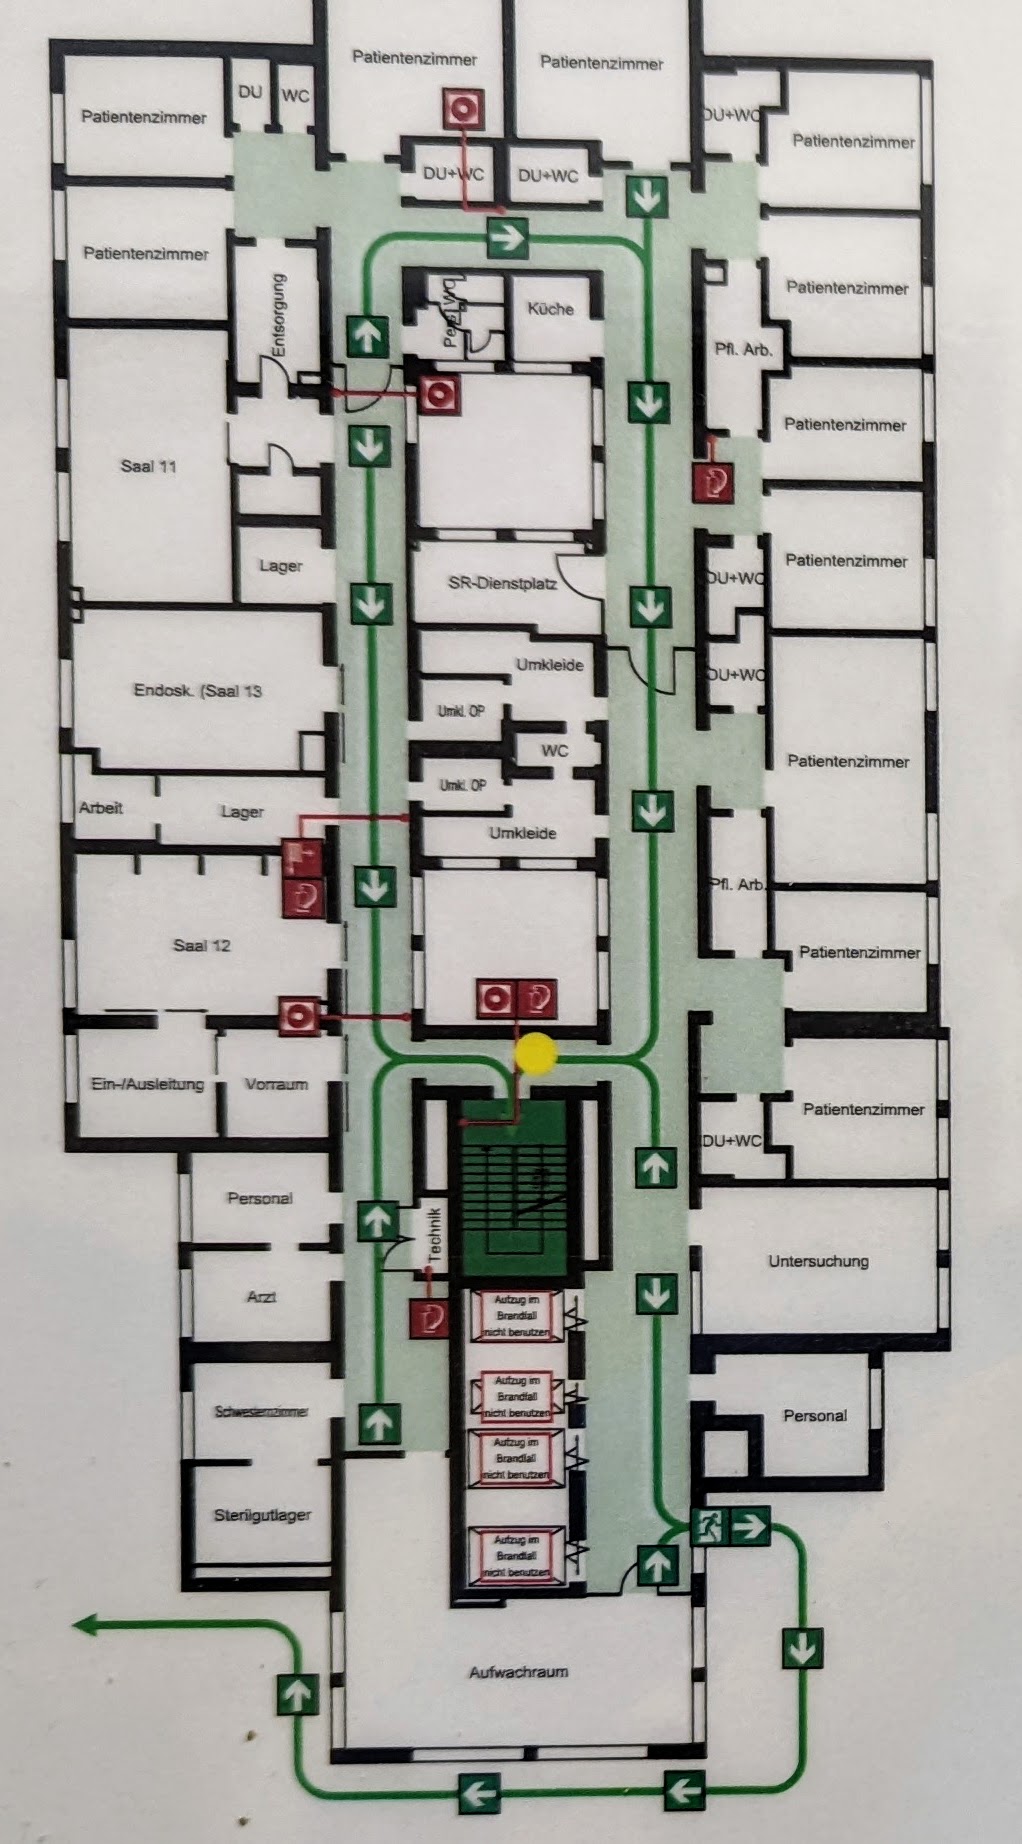 Patientenzimmer
Patientenzimmer
DU
WC
Patientenzimmer
DU+WC
Patientenzimmer
DU+WC
DU+WC
Patientenzimmer
Entsorgung
Pers. WC
Küche
Patientenzimmer
Pfl. Arb.
Patientenzimmer
Saal 11
Lager
SR-Dienstplatz
DU+WC
Patientenzimmer
Umkleide
DU+WC
Endosk. (Saal 13
Umkl. OP
WC
Patientenzimmer
Umkl. OP
Arbeit
Lager
Umkleide
Pfl. Arb.
Saal 12
Patientenzimmer
Ein-/Ausleitung
Vorraum
Patientenzimmer
DU+WC
Personal
Technik
Untersuchung
Arzt
Aufzug im
Brandfall
nicht benutzen
Aufzug im
Brandfall
nicht benutzen
Schwesternzimmer
Personal
Aufzug im
Brandfall
nicht benutzen
Sterilgutlager
Aufzug im
Brandfall
nicht benutzen
Aufwachraum